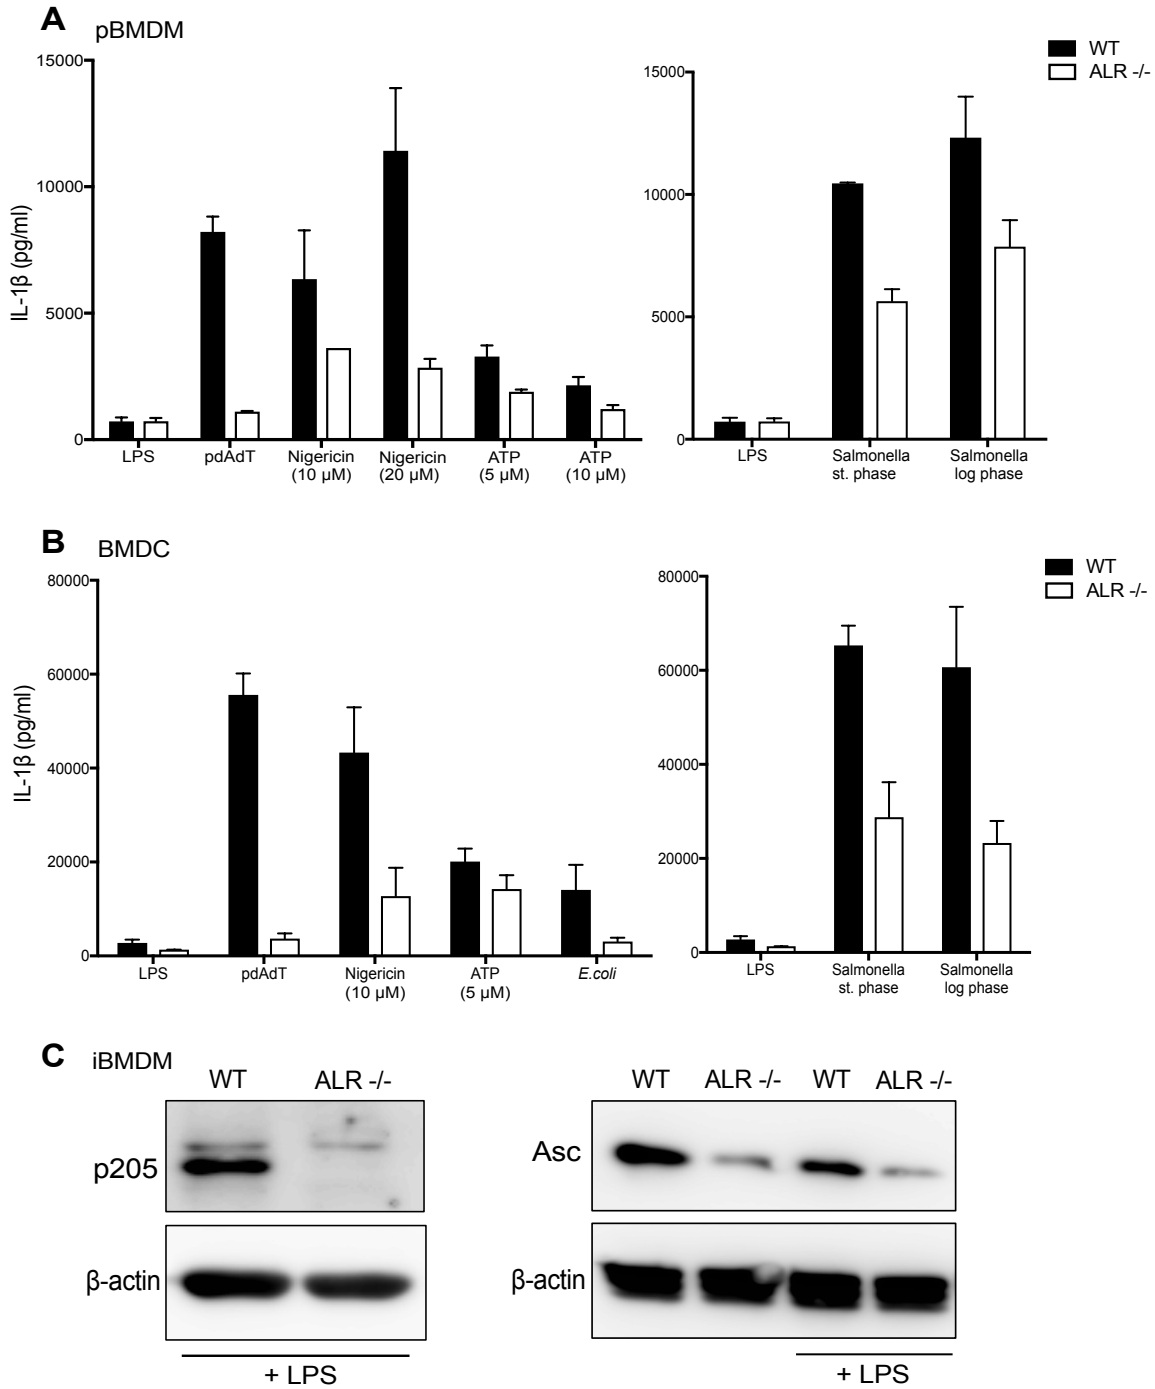 A
pBMDM
WT
ALR -/-
IL-1β (pg/ml)
15000
10000
5000
0
LPS
pdAdT
Nigericin
(10 μM)
Nigericin
(20 μM)
ATP
(5 μM)
ATP
(10 μM)
15000
10000
5000
0
LPS
Salmonella
st. phase
Salmonella
log phase
B
BMDC
WT
ALR -/-
IL-1β (pg/ml)
80000
60000
40000
20000
0
LPS
pdAdT
Nigericin
(10 μM)
ATP
(5 μM)
E.coli
80000
60000
40000
20000
0
LPS
Salmonella
st. phase
Salmonella
log phase
C
iBMDM
WT ALR -/-
p205
β-actin
+ LPS
WT ALR -/- WT ALR -/-
Asc
β-actin
+ LPS